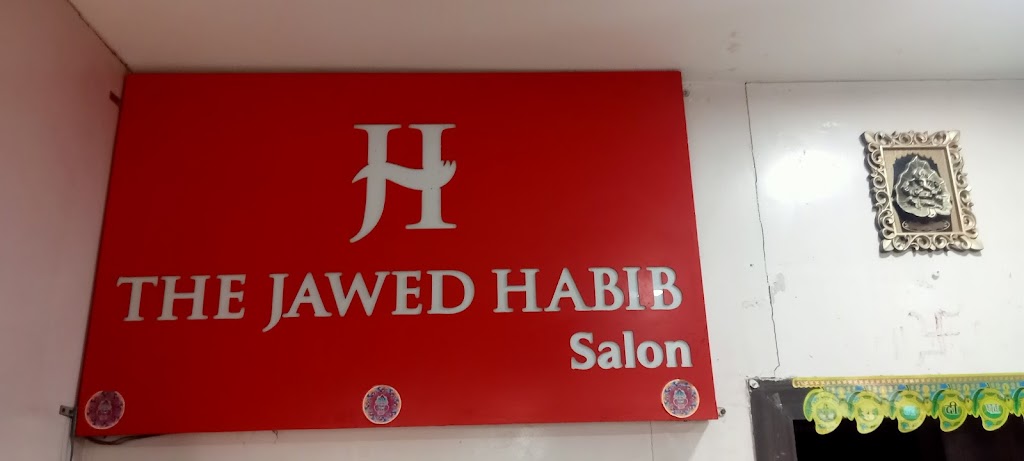 JH
THE JAWED HABIB
Salon